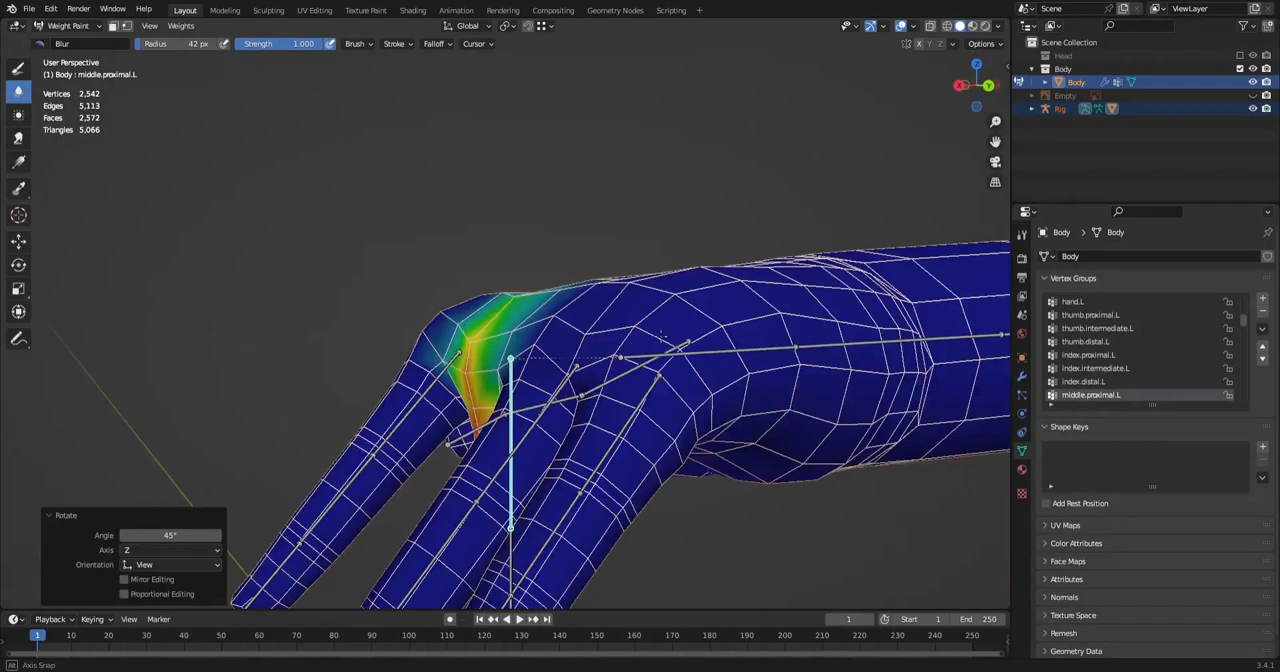 File Edit Render Window Help Layout Modeling Sculpting UV Editing Texture Paint Shading Animation Rendering Compositing Geometry Nodes Scripting + Scene ViewLayer
Weight Paint View Weights Global
Blur Radius 42 px Strength 1.000 Brush Stroke Falloff Cursor X Y Z Options
User Perspective
(1) Body : middle.proximal.L
Vertices 2,542
Edges 5,113
Faces 2,572
Triangles 5,066
Z
X Y
Rotate
Angle 45°
Axis Z
Orientation View
Mirror Editing
Proportional Editing
Scene Collection
Head
Body
Body
Empty
Rig
Body > Body
Body
Vertex Groups
hand.L
thumb.proximal.L
thumb.intermediate.L
thumb.distal.L
index.proximal.L
index.intermediate.L
index.distal.L
middle.proximal.L
Shape Keys
Add Rest Position
UV Maps
Color Attributes
Face Maps
Attributes
Normals
Texture Space
Remesh
Geometry Data
Playback Keying View Marker 1 Start 1 End 250
1 10 20 30 40 50 60 70 80 90 100 110 120 130 140 150 160 170 180 190 200 210 220 230 240 250
Alt Axis Snap 3.4.1